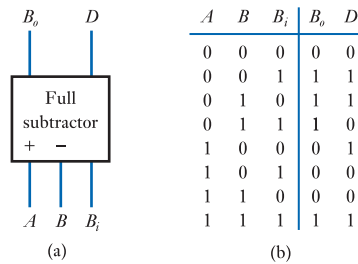 B_o D
Full
subtractor
+ −
A B B_i
(a)
A B B_i B_o D
0 0 0 0 0
0 0 1 1 1
0 1 0 1 1
0 1 1 1 0
1 0 0 0 1
1 0 1 0 0
1 1 0 0 0
1 1 1 1 1
(b)